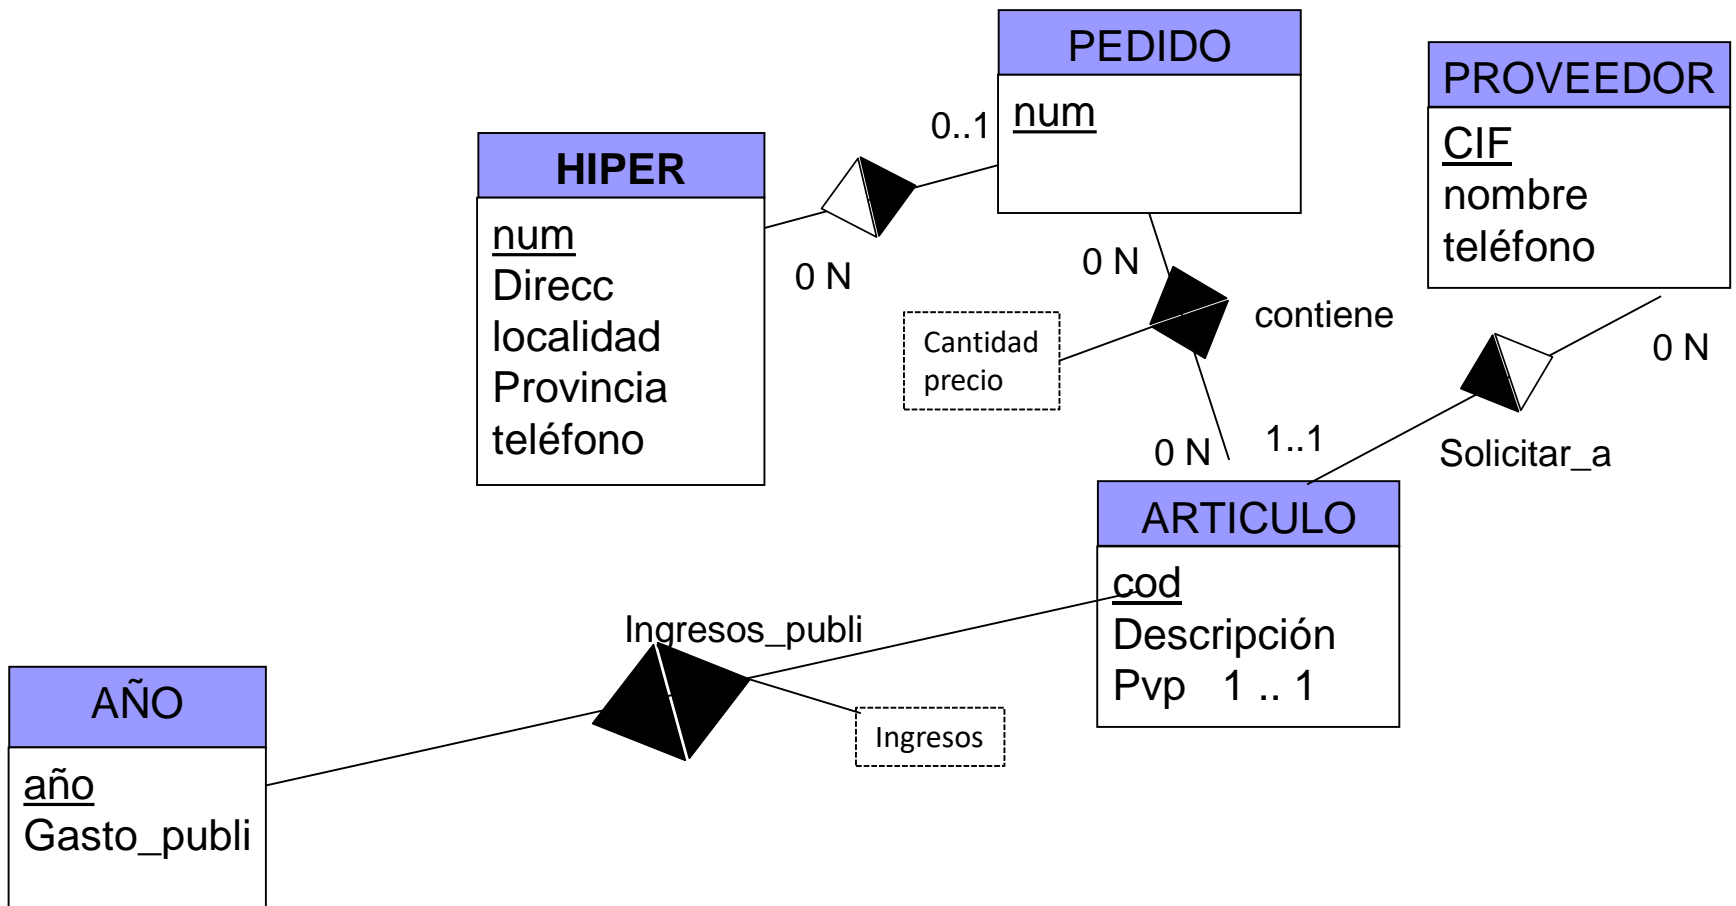 PEDIDO
num
PROVEEDOR
CIF
nombre
teléfono
0..1
HIPER
num
Direcc
localidad
Provincia
teléfono
0 N
0 N
contiene
Cantidad
precio
0 N
0 N
1..1
Solicitar_a
ARTICULO
cod
Descripción
Pvp 1 .. 1
Ingresos_publi
Ingresos
AÑO
año
Gasto_publi